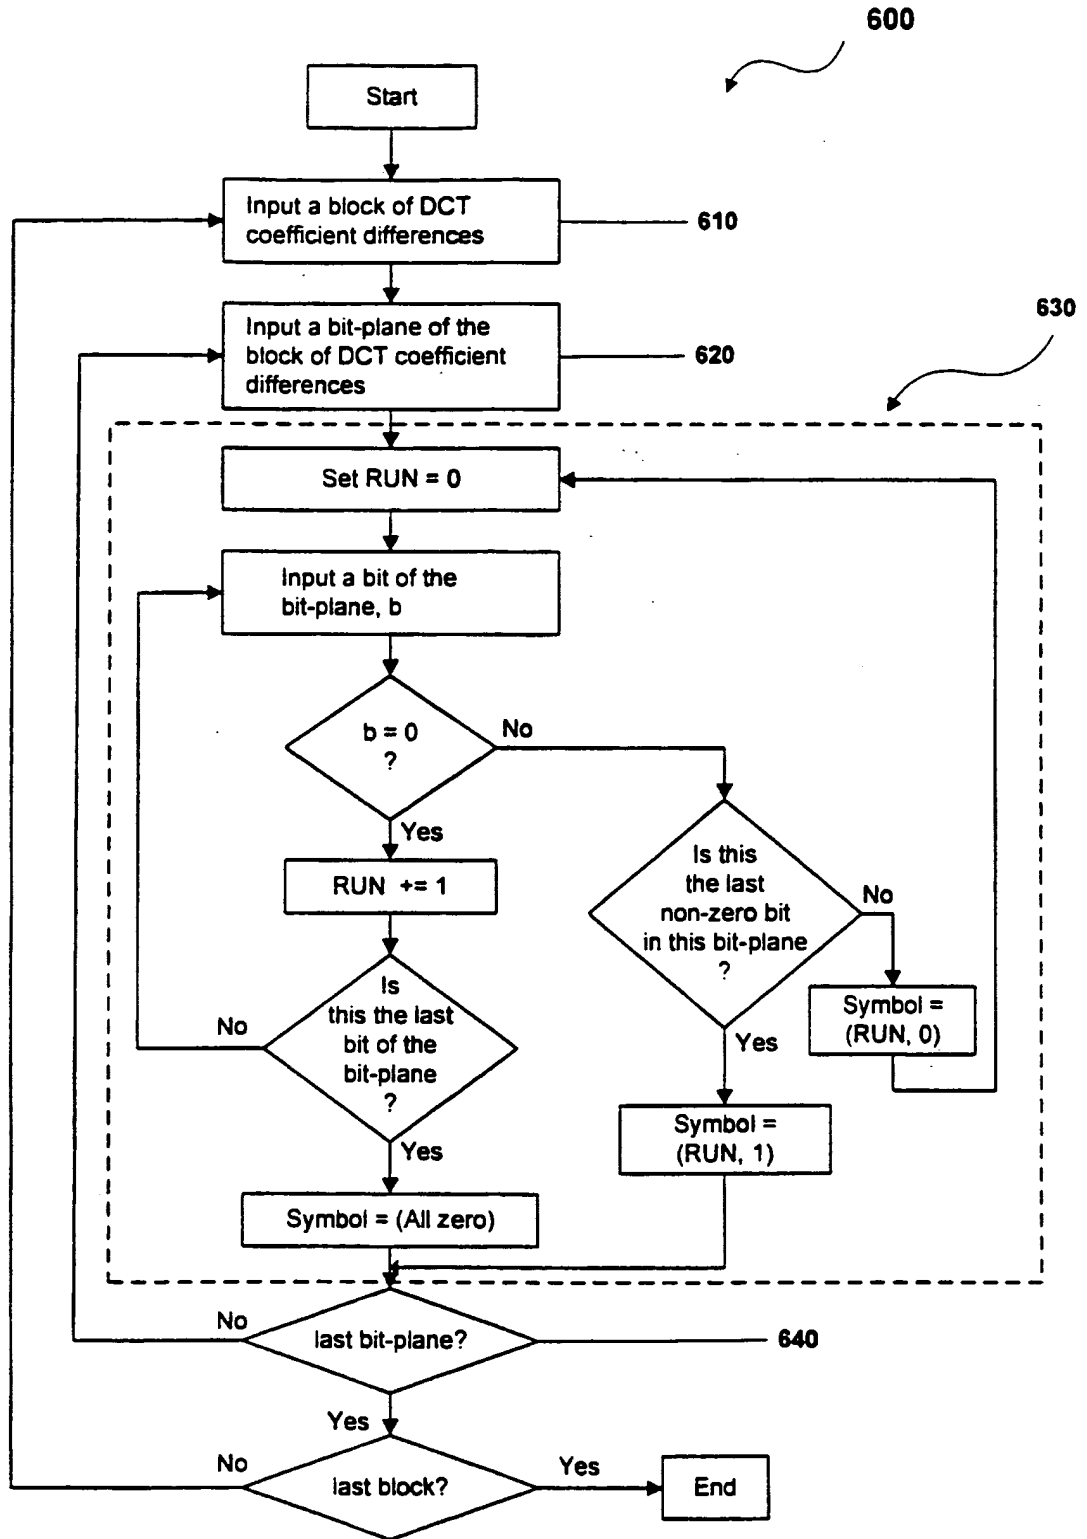 600
Start
Input a block of DCT
coefficient differences
610
Input a bit-plane of the
block of DCT coefficient
differences
620
630
Set RUN = 0
Input a bit of the
bit-plane, b
b = 0
?
No
Yes
RUN += 1
Is this
the last
non-zero bit
in this bit-plane
?
No
Is
this the last
bit of the
bit-plane
?
No
Symbol =
(RUN, 0)
Yes
Symbol =
(RUN, 1)
Yes
Symbol = (All zero)
No
last bit-plane?
640
Yes
No
last block?
Yes
End